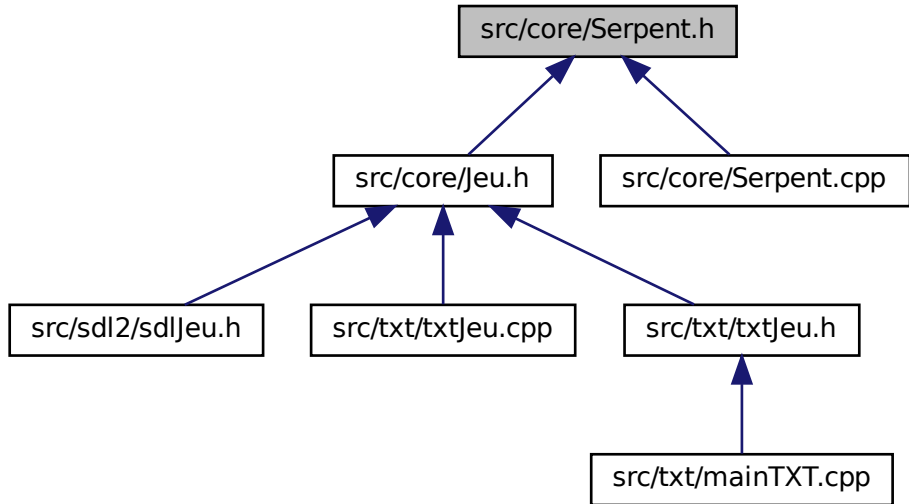 src/core/Serpent.h
src/core/Jeu.h
src/core/Serpent.cpp
src/sdl2/sdlJeu.h
src/txt/txtJeu.cpp
src/txt/txtJeu.h
src/txt/mainTXT.cpp